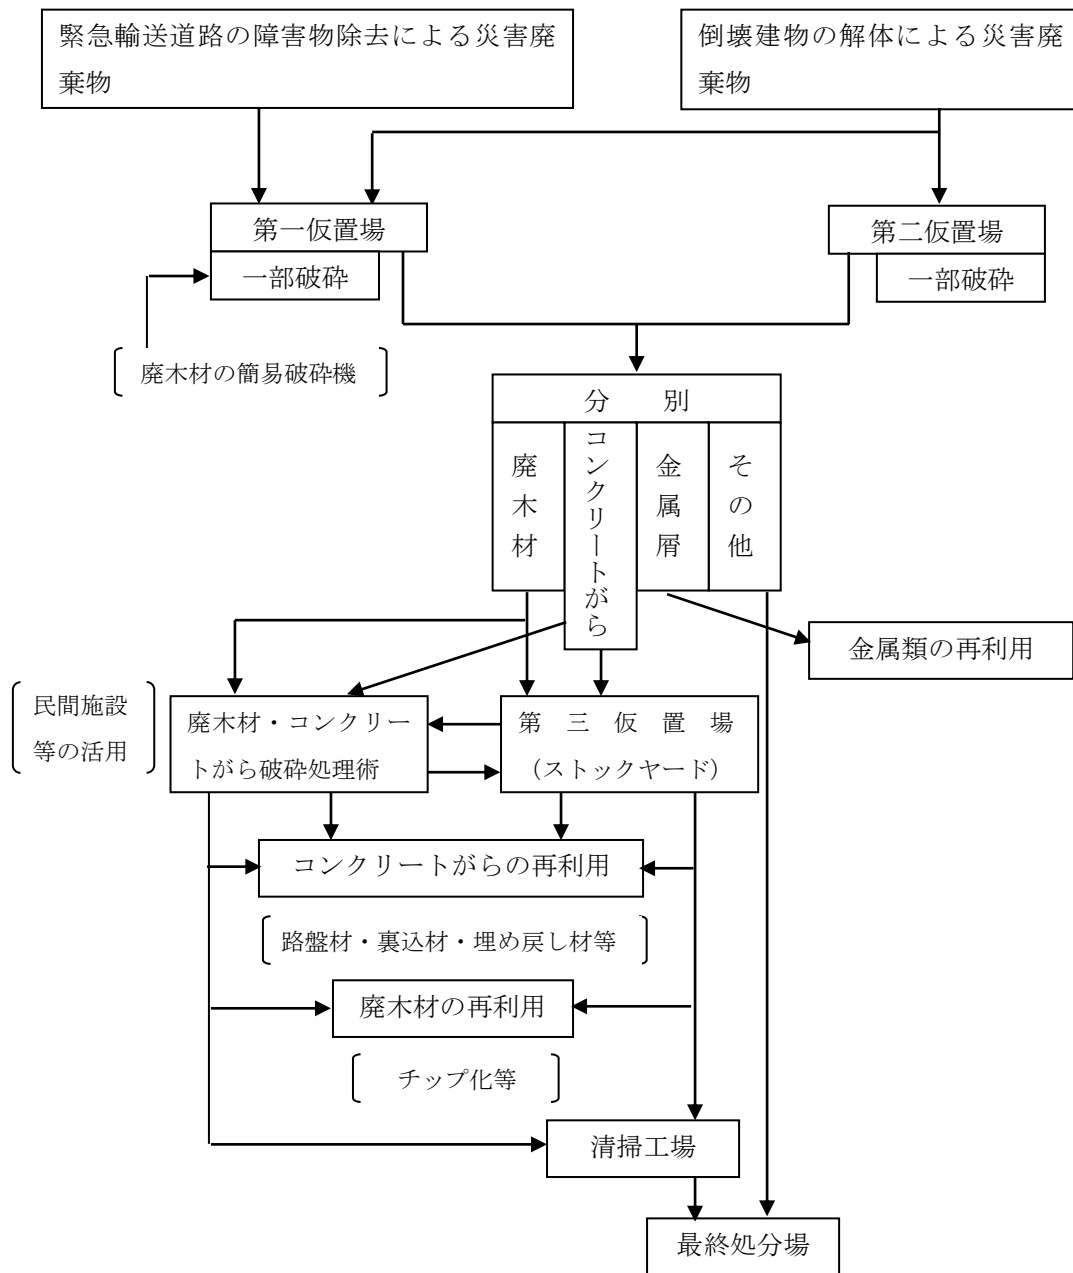 緊急輸送道路の障害物除去による災害廃
棄物
倒壊建物の解体による災害廃
棄物
第一仮置場
一部破砕
第二仮置場
一部破砕
廃木材の簡易破砕機
分　別
廃木材
コンクリートがら
金属屑
その他
金属類の再利用
民間施設
等の活用
廃木材・コンクリー
トがら破砕処理術
第三仮置場
（ストックヤード）
コンクリートがらの再利用
路盤材・裏込材・埋め戻し材等
廃木材の再利用
チップ化等
清掃工場
最終処分場